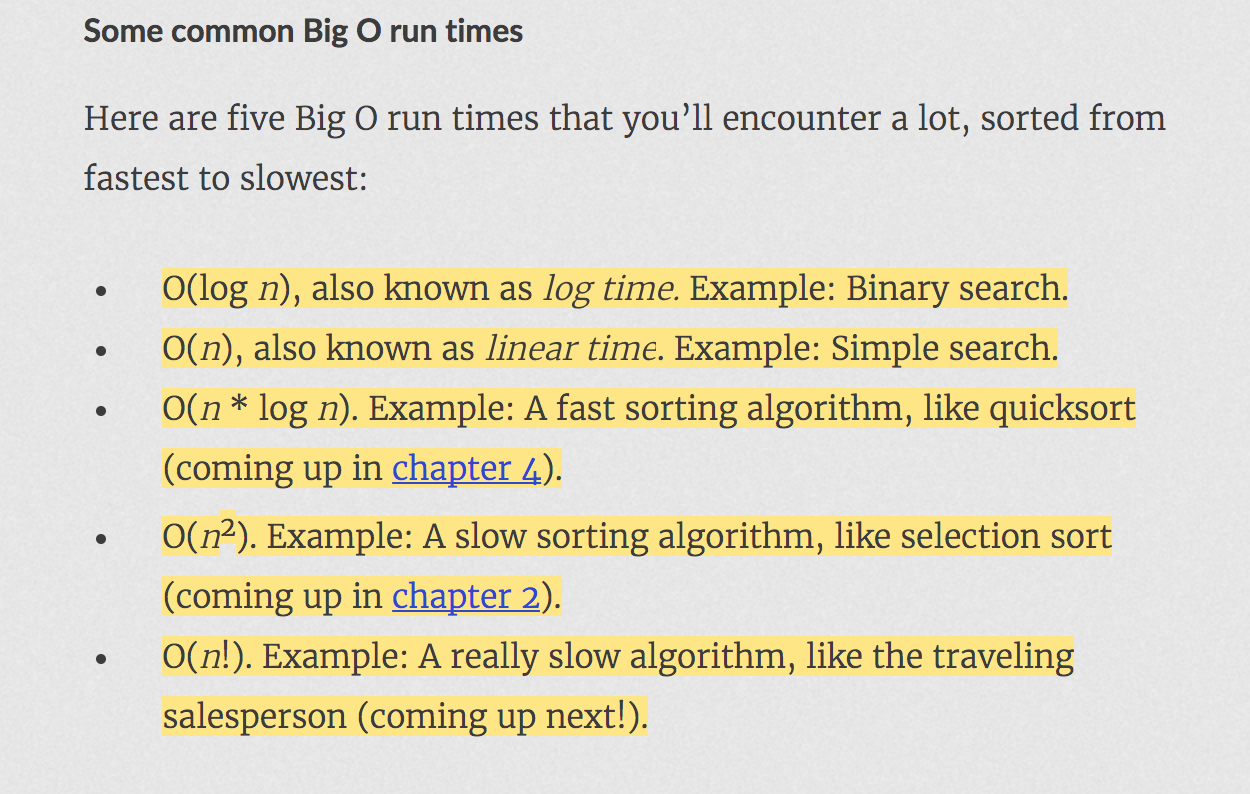 Some common Big O run times
Here are five Big O run times that you’ll encounter a lot, sorted from
fastest to slowest:
• O(log n), also known as log time. Example: Binary search.
• O(n), also known as linear time. Example: Simple search.
• O(n * log n). Example: A fast sorting algorithm, like quicksort
(coming up in chapter 4).
• O(n²). Example: A slow sorting algorithm, like selection sort
(coming up in chapter 2).
• O(n!). Example: A really slow algorithm, like the traveling
salesperson (coming up next!).